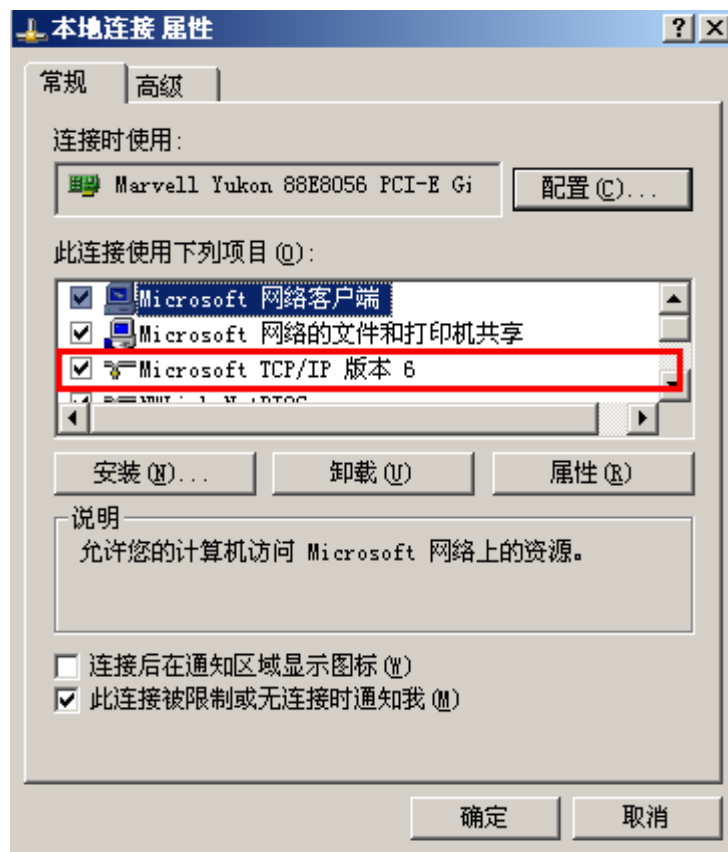 本地连接 属性
常规 高级
连接时使用:
Marvell Yukon 88E8056 PCI-E Gi
配置(C)...
此连接使用下列项目(O):
Microsoft 网络客户端
Microsoft 网络的文件和打印机共享
Microsoft TCP/IP 版本 6
安装(N)... 卸载(U) 属性(R)
说明
允许您的计算机访问 Microsoft 网络上的资源。
连接后在通知区域显示图标(W)
此连接被限制或无连接时通知我(M)
确定 取消